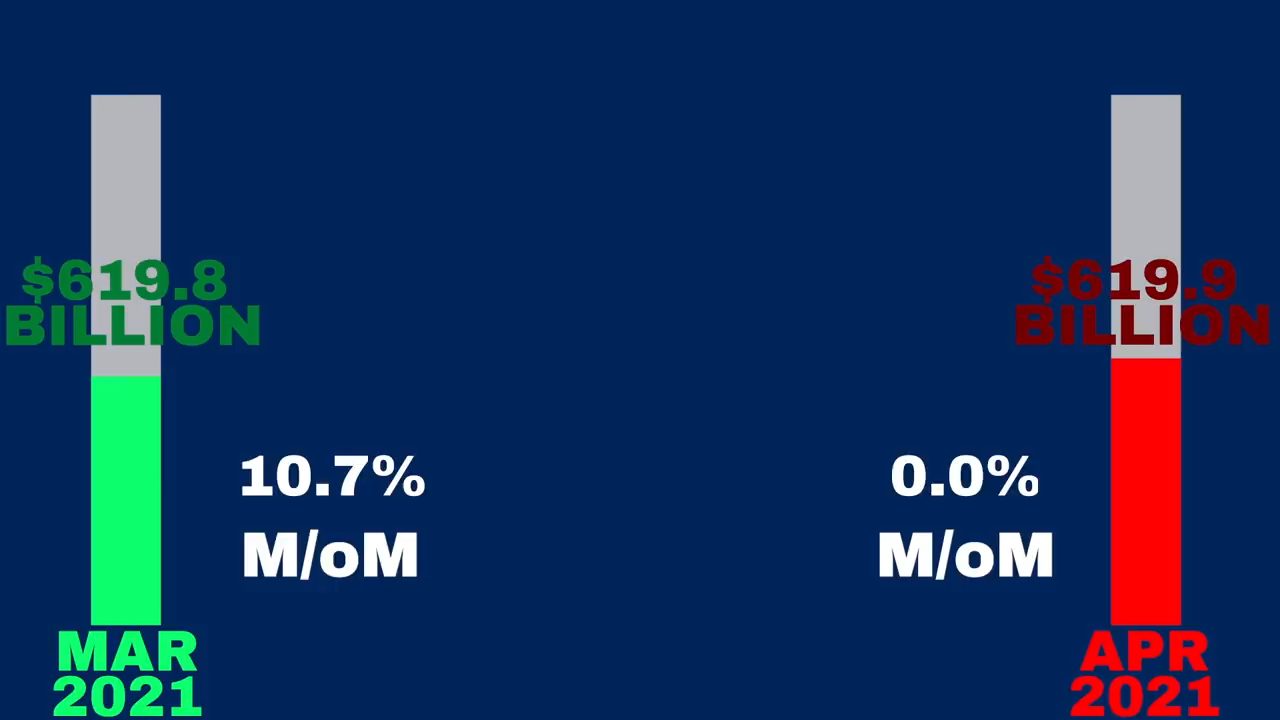 $619.8
BILLION
10.7%
M/oM
MAR
2021
$619.9
BILLION
0.0%
M/oM
APR
2021